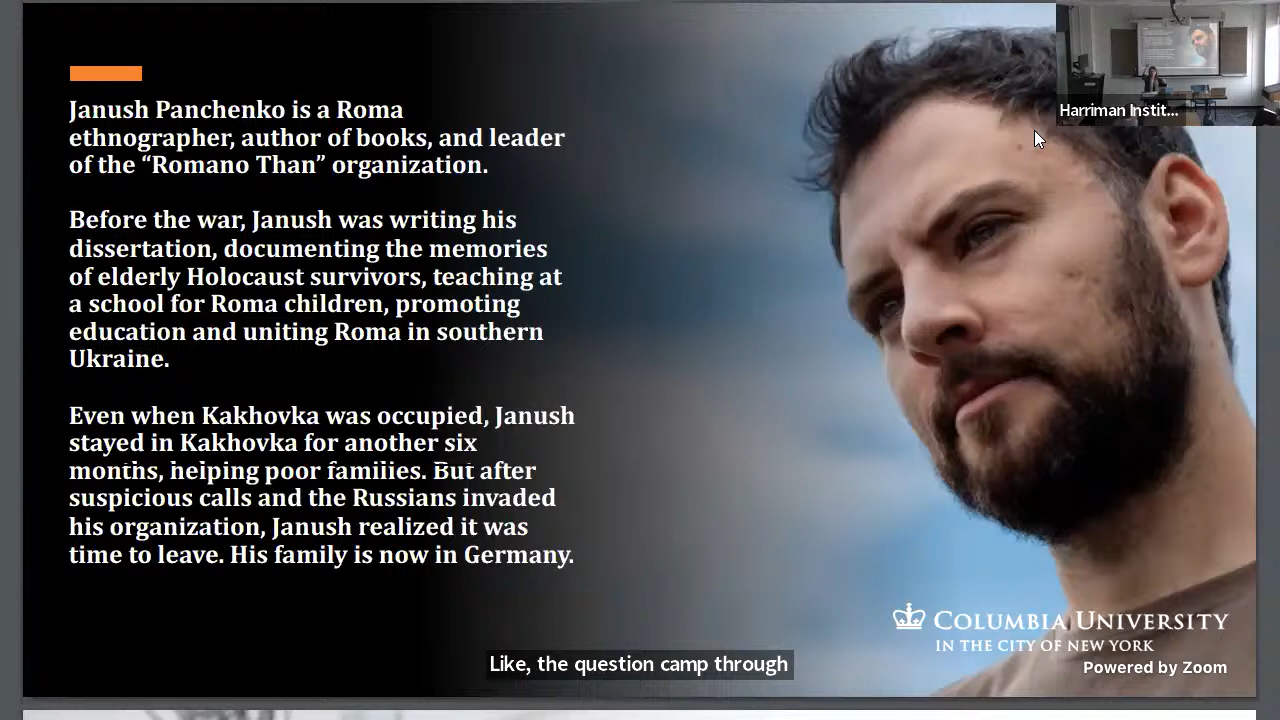 Janush Panchenko is a Roma
ethnographer, author of books, and leader
of the “Romano Than” organization.
Before the war, Janush was writing his
dissertation, documenting the memories
of elderly Holocaust survivors, teaching at
a school for Roma children, promoting
education and uniting Roma in southern
Ukraine.
Even when Kakhovka was occupied, Janush
stayed in Kakhovka for another six
months, helping poor families. But after
suspicious calls and the Russians invaded
his organization, Janush realized it was
time to leave. His family is now in Germany.
Harriman Instit...
COLUMBIA UNIVERSITY
IN THE CITY OF NEW YORK
Powered by Zoom
Like, the question camp through